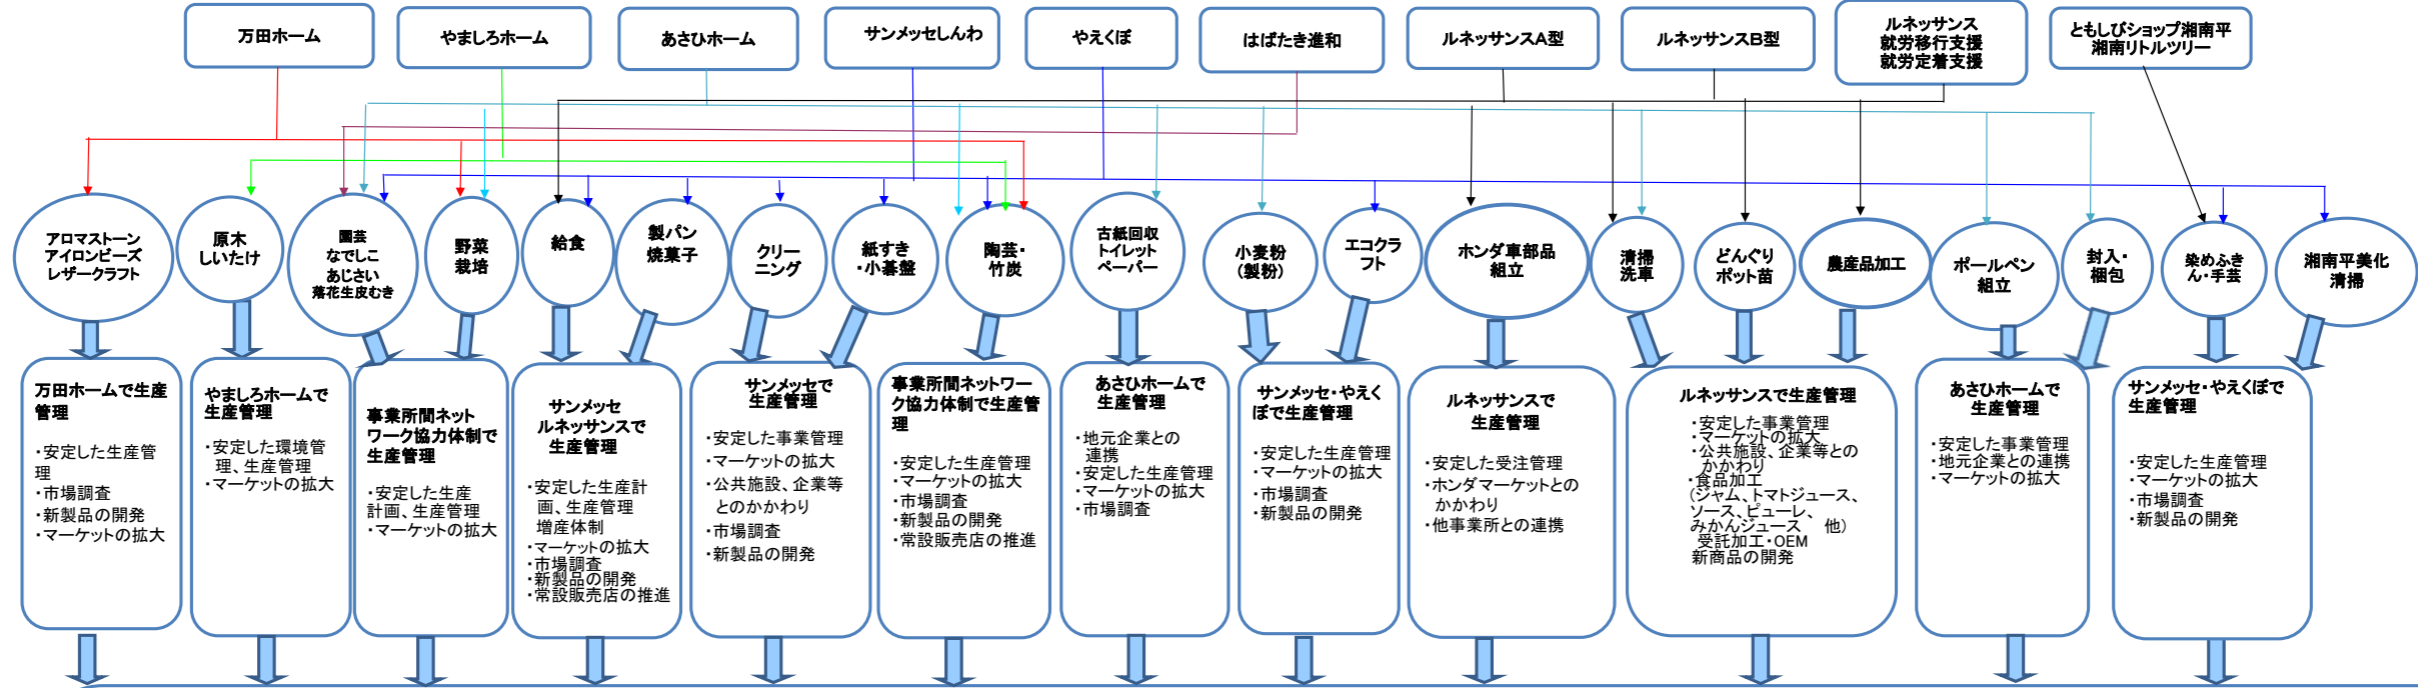 万田ホーム
やましろホーム
あさひホーム
サンメッセしんわ
やえくぼ
はばたき進和
ルネッサンスA型
ルネッサンスB型
ルネッサンス
就労移行支援
就労定着支援
ともしびショップ湘南平
湘南リトルツリー
アロマストーン
アイロンビーズ
レザークラフト
原木
しいたけ
園芸
なでしこ
あじさい
落花生皮むき
野菜
栽培
給食
製パン
焼菓子
クリー
ニング
紙すき
・小碁盤
陶芸・
竹炭
古紙回収
トイレット
ペーパー
小麦粉
(製粉)
エコクラ
フト
ホンダ車部品
組立
清掃
洗車
どんぐり
ポット苗
農産品加工
ボールペン
組立
封入・
梱包
染めふき
ん・手芸
湘南平美化
清掃
万田ホームで生産
管理
・安定した生産管
理
・市場調査
・新製品の開発
・マーケットの拡大
やましろホームで
生産管理
・安定した環境管
理、生産管理
・マーケットの拡大
事業所間ネット
ワーク協力体制で
生産管理
・安定した生産
計画、生産管理
・マーケットの拡大
サンメッセ
ルネッサンスで
生産管理
・安定した生産計
画、生産管理
増産体制
・マーケットの拡大
・市場調査
・新製品の開発
・常設販売店の推進
サンメッセで
生産管理
・安定した事業管理
・マーケットの拡大
・公共施設、企業等
とのかかわり
・市場調査
・新製品の開発
事業所間ネットワー
ク協力体制で生産管
理
・安定した生産管理
・マーケットの拡大
・市場調査
・新製品の開発
・常設販売店の推進
あさひホームで
生産管理
・地元企業との
連携
・安定した生産管理
・マーケットの拡大
・市場調査
サンメッセ・やえく
ぼで生産管理
・安定した生産管理
・マーケットの拡大
・市場調査
・新製品の開発
ルネッサンスで
生産管理
・安定した受注管理
・ホンダマーケットとの
かかわり
・他事業所との連携
ルネッサンスで生産管理
・安定した事業管理
・マーケットの拡大
・公共施設、企業等との
かかわり
・食品加工
(ジャム、トマトジュース、
ソース、ピューレ、
みかんジュース 他)
受託加工・OEM
新商品の開発
あさひホームで
生産管理
・安定した事業管理
・地元企業との連携
・マーケットの拡大
サンメッセ・やえくぼで
生産管理
・安定した生産管理
・マーケットの拡大
・市場調査
・新製品の開発